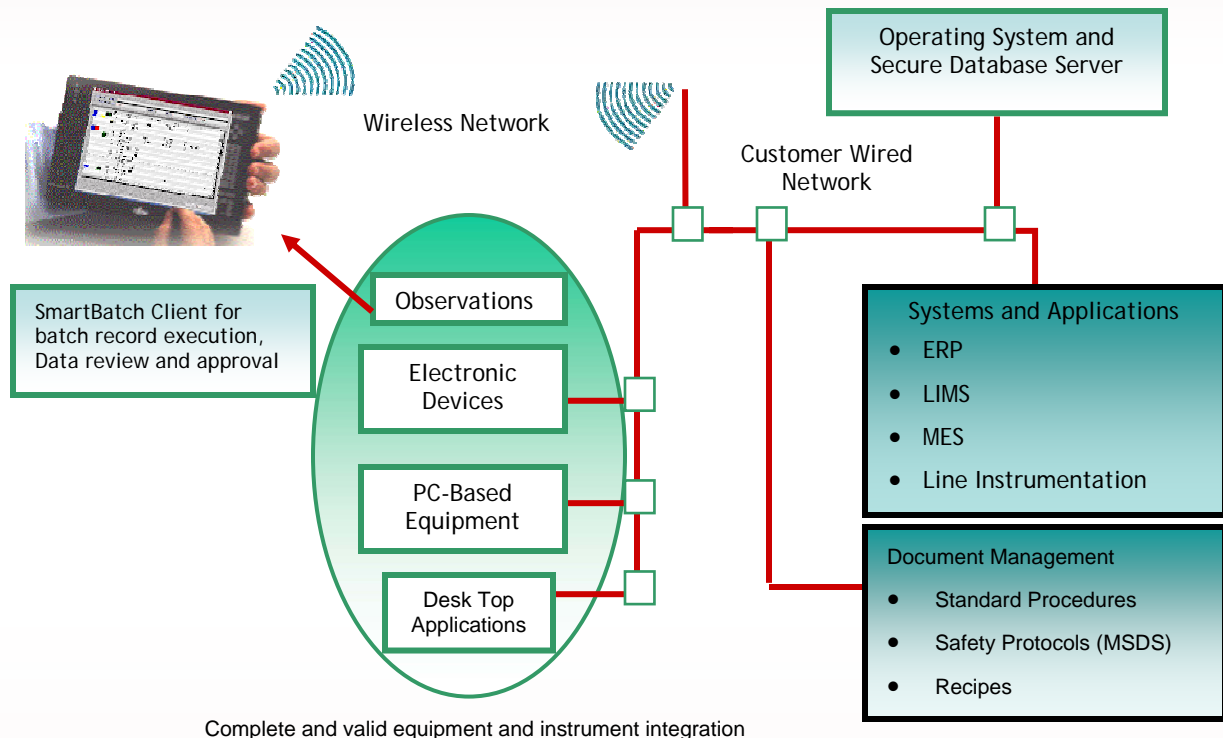 Operating System and
Secure Database Server
Wireless Network
Customer Wired
Network
SmartBatch Client for
batch record execution,
Data review and approval
Observations
Electronic
Devices
PC-Based
Equipment
Desk Top
Applications
Systems and Applications
• ERP
• LIMS
• MES
• Line Instrumentation
Document Management
• Standard Procedures
• Safety Protocols (MSDS)
• Recipes
Complete and valid equipment and instrument integration